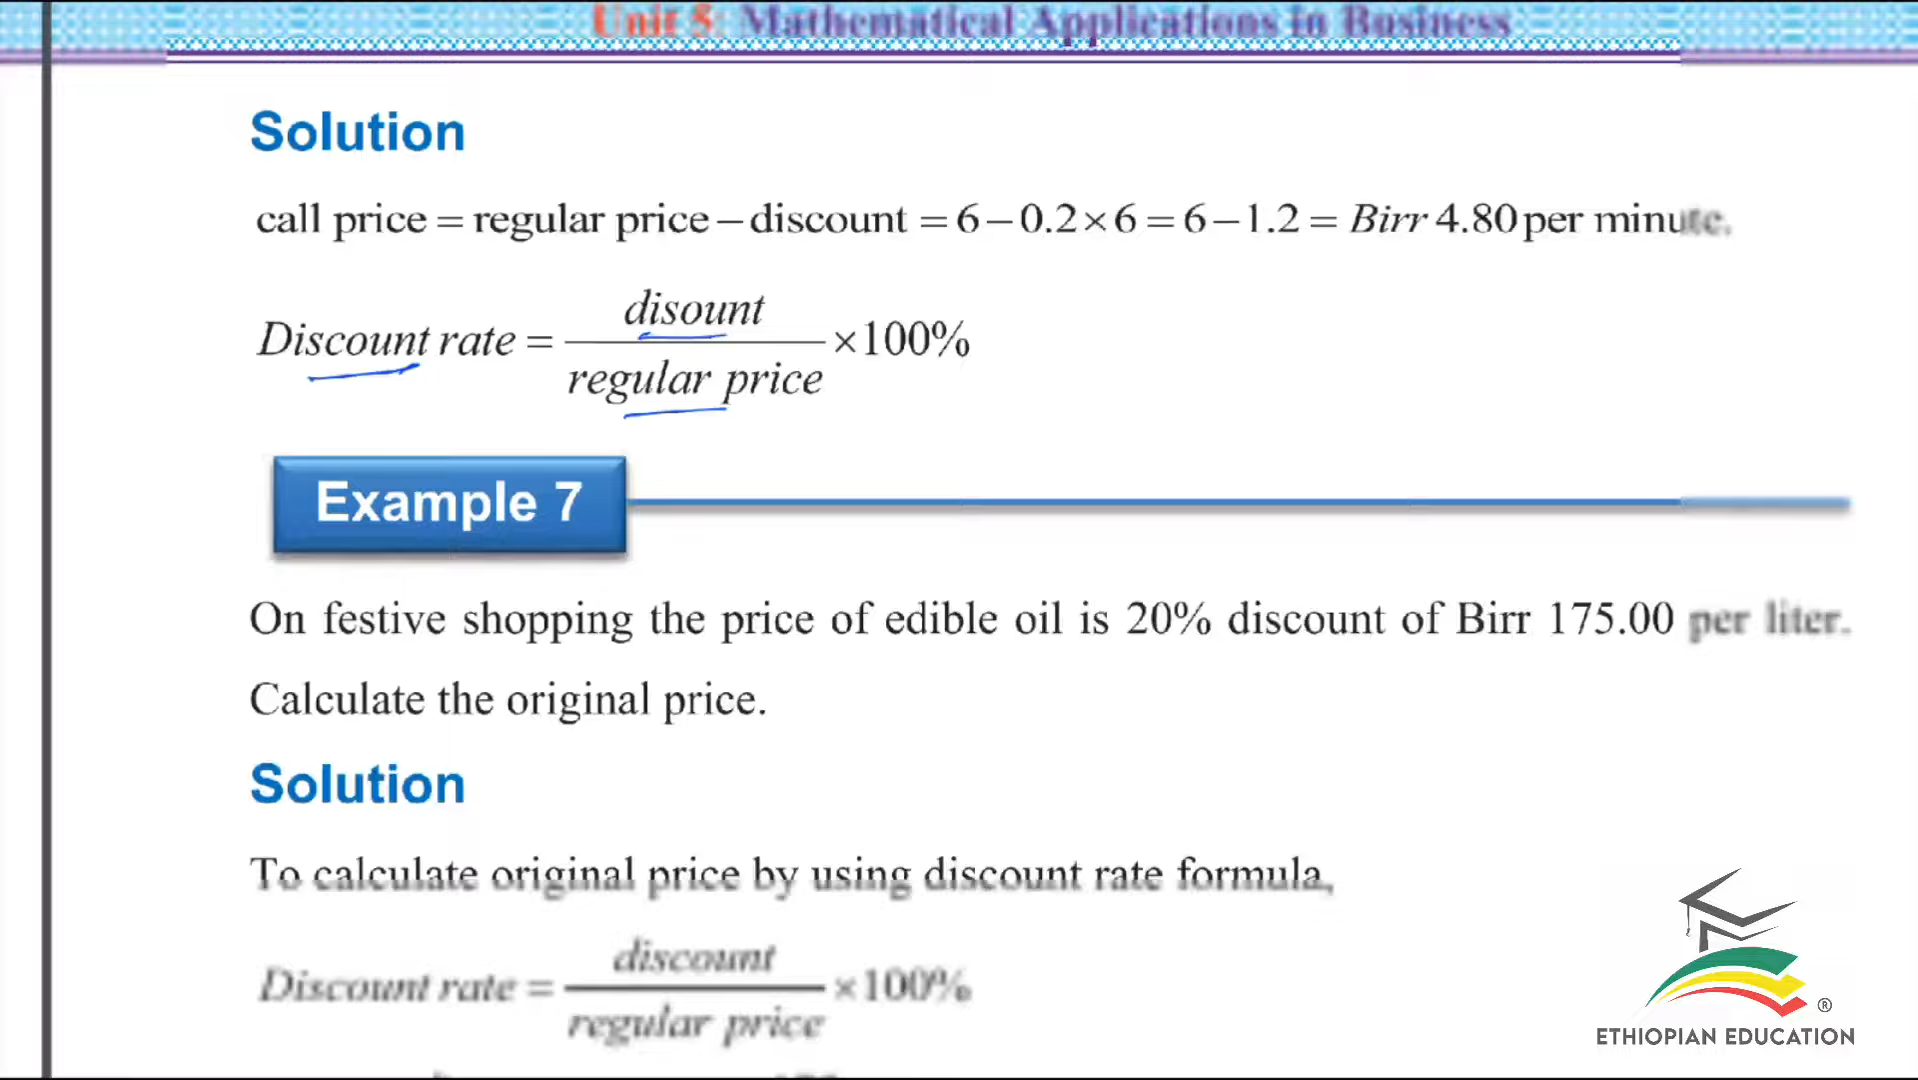 Unit 5: Mathematical Applications in Business
Solution
call price = regular price − discount = 6 − 0.2 × 6 = 6 − 1.2 = Birr 4.80 per minute.
Discount rate = disount / regular price × 100%
Example 7
On festive shopping the price of edible oil is 20% discount of Birr 175.00 per liter.
Calculate the original price.
Solution
To calculate original price by using discount rate formula,
Discount rate = discount / regular price × 100%
ETHIOPIAN EDUCATION
®